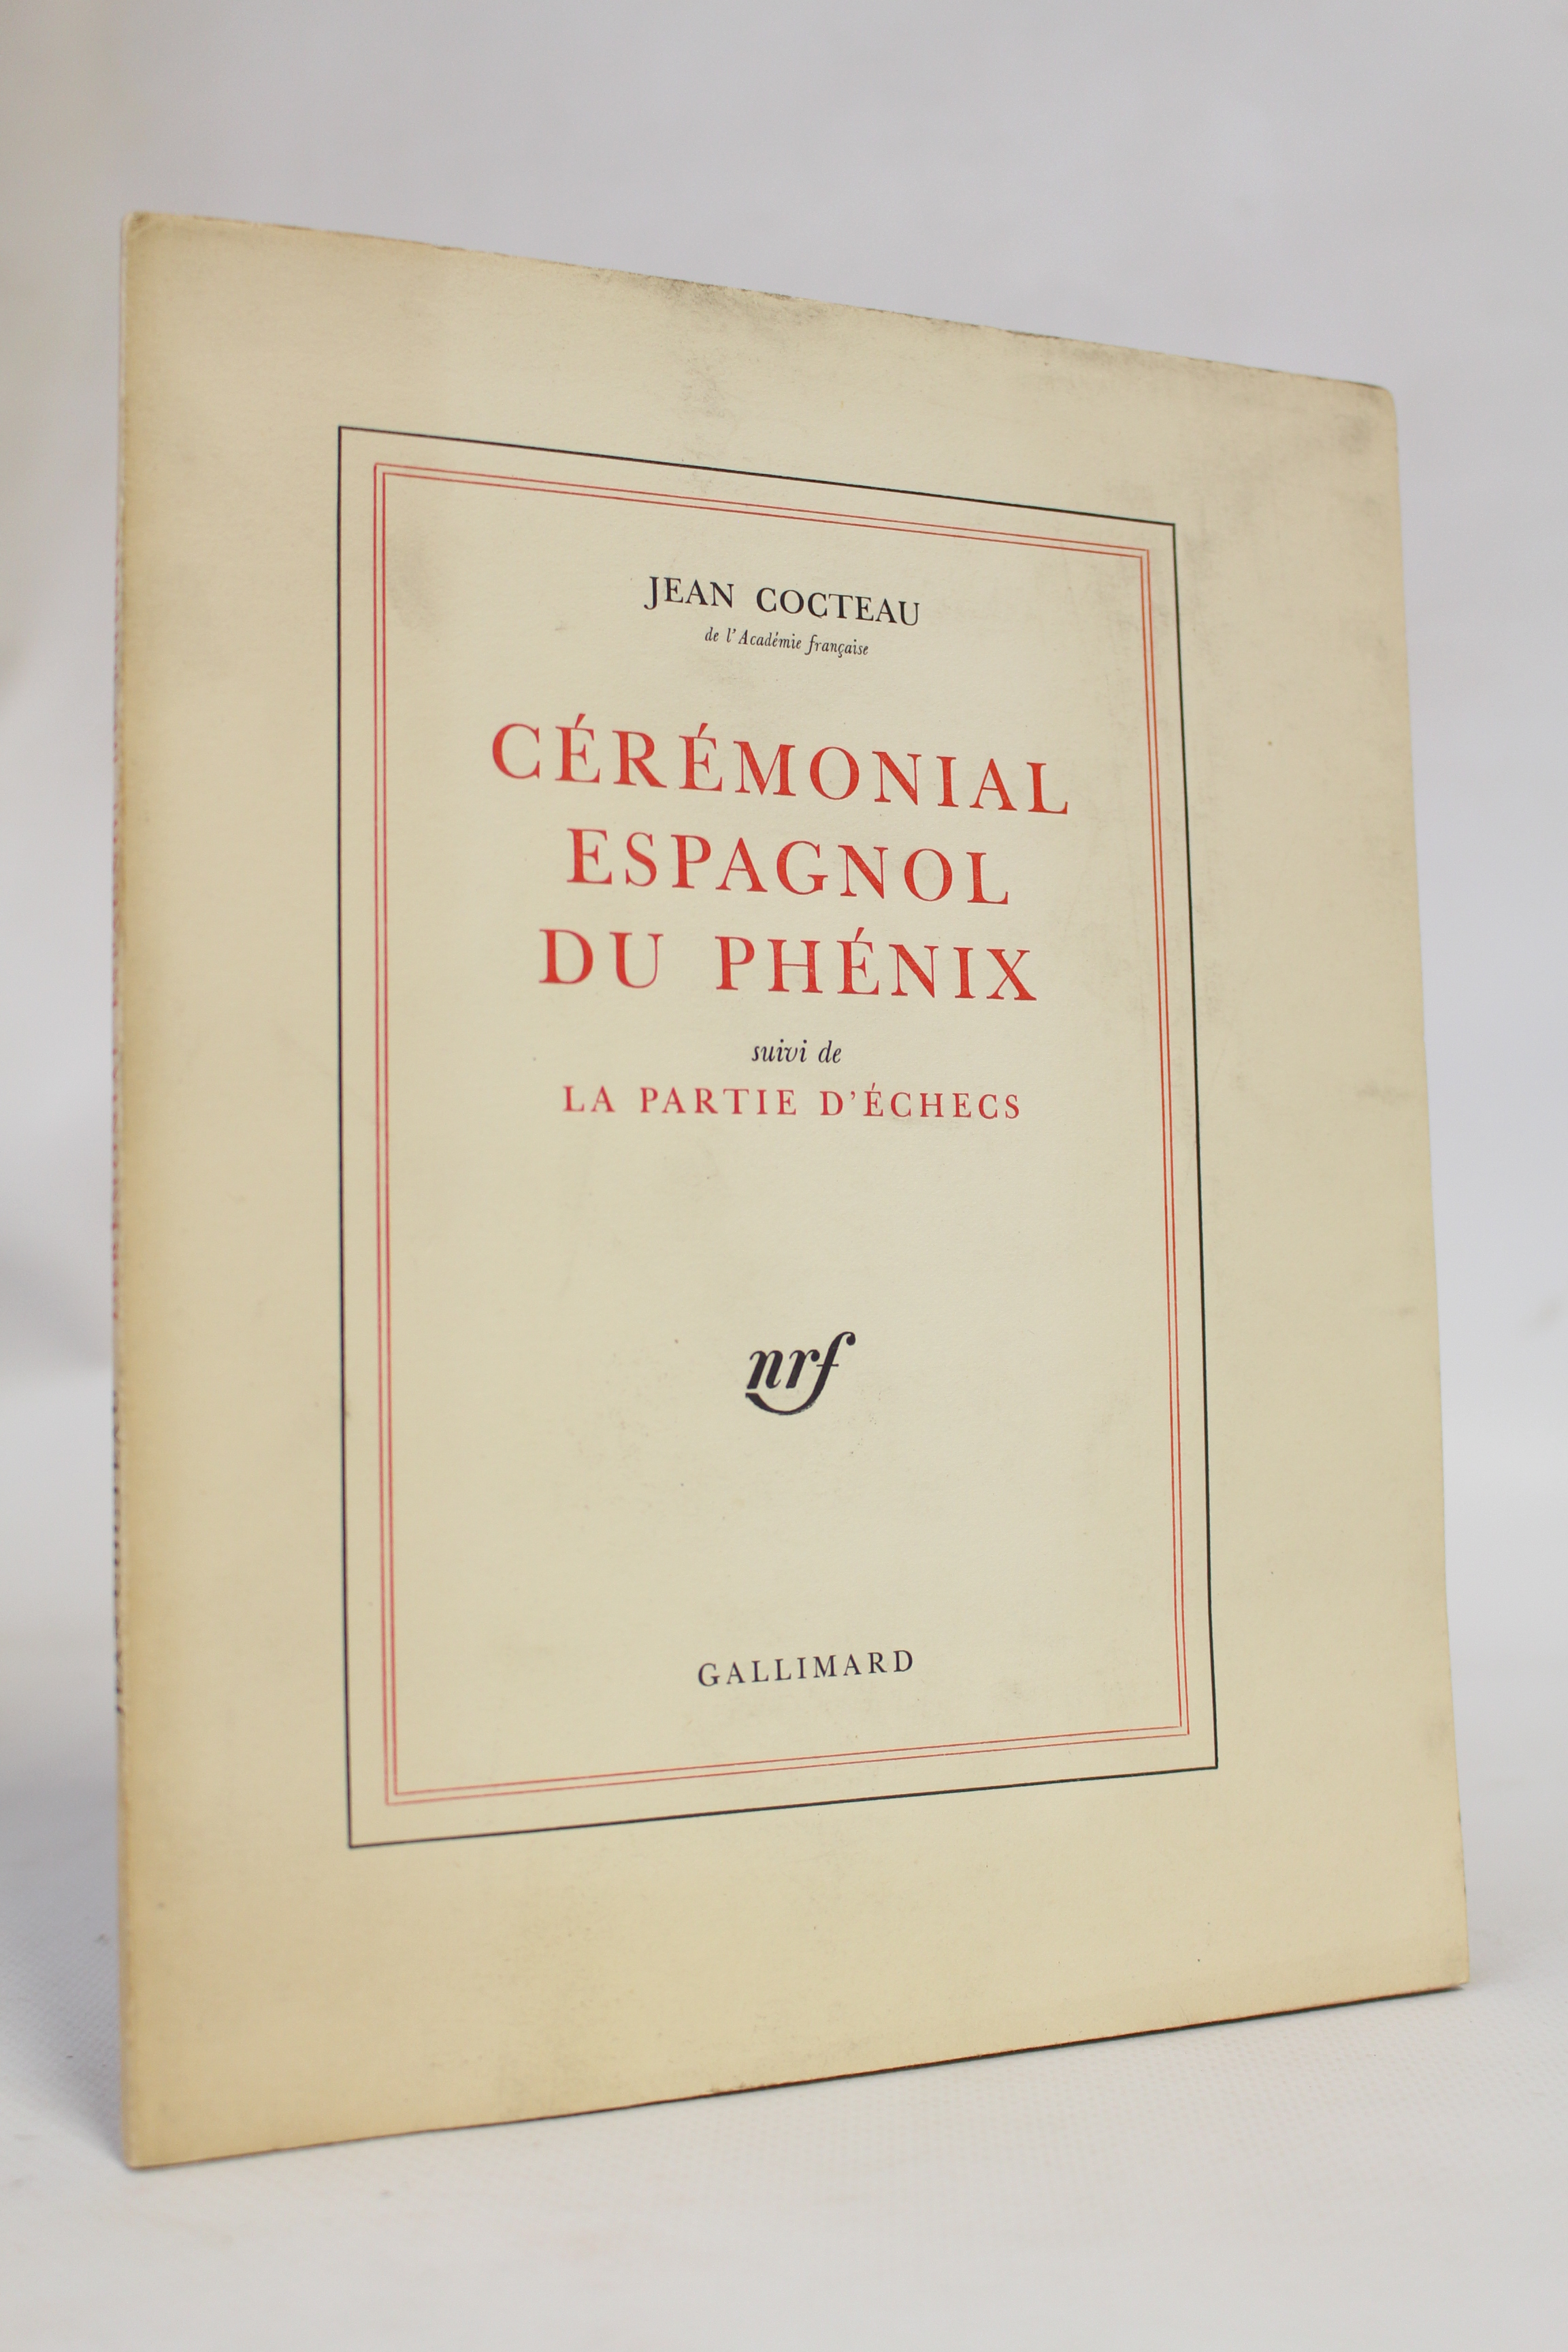 JEAN COCTEAU
de l'Académie française
CÉRÉMONIAL
ESPAGNOL
DU PHÉNIX
suivi de
LA PARTIE D'ÉCHECS
nrf
GALLIMARD